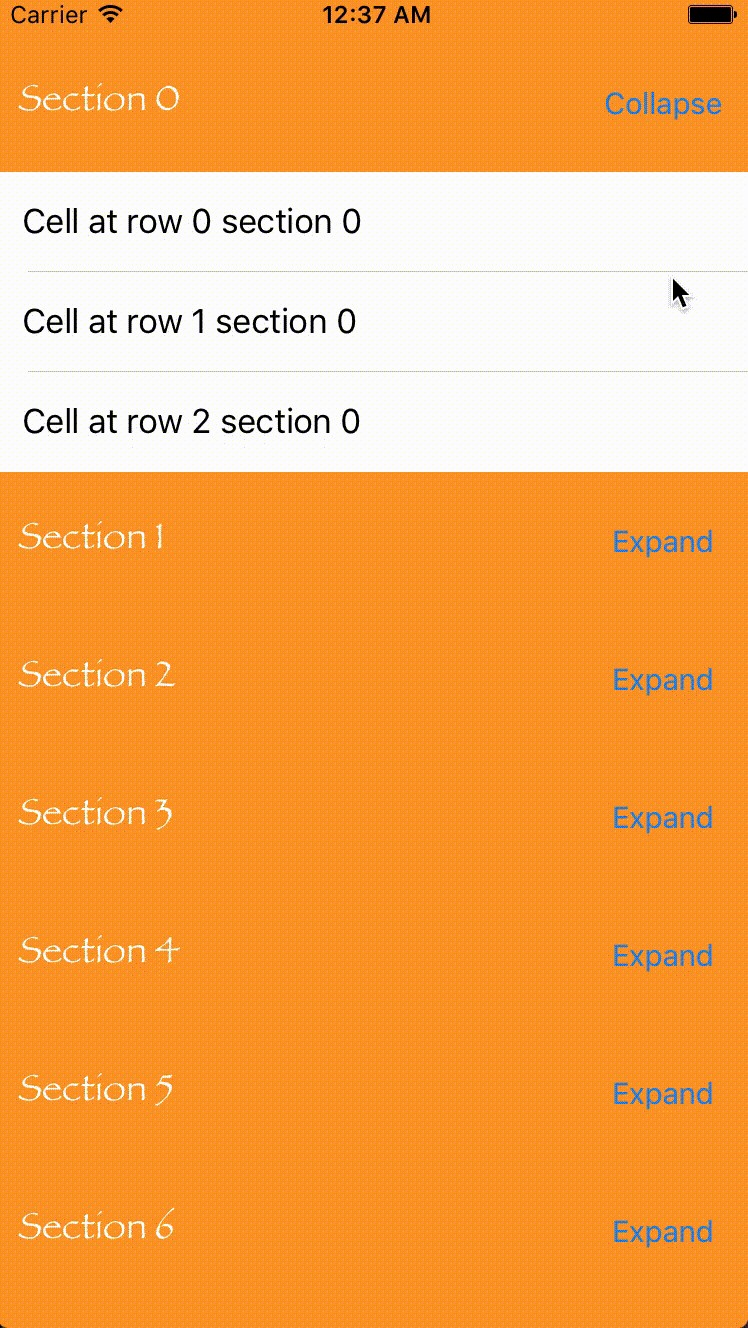 Carrier 12:37 AM
Section 0 Collapse
Cell at row 0 section 0
Cell at row 1 section 0
Cell at row 2 section 0
Section 1 Expand
Section 2 Expand
Section 3 Expand
Section 4 Expand
Section 5 Expand
Section 6 Expand